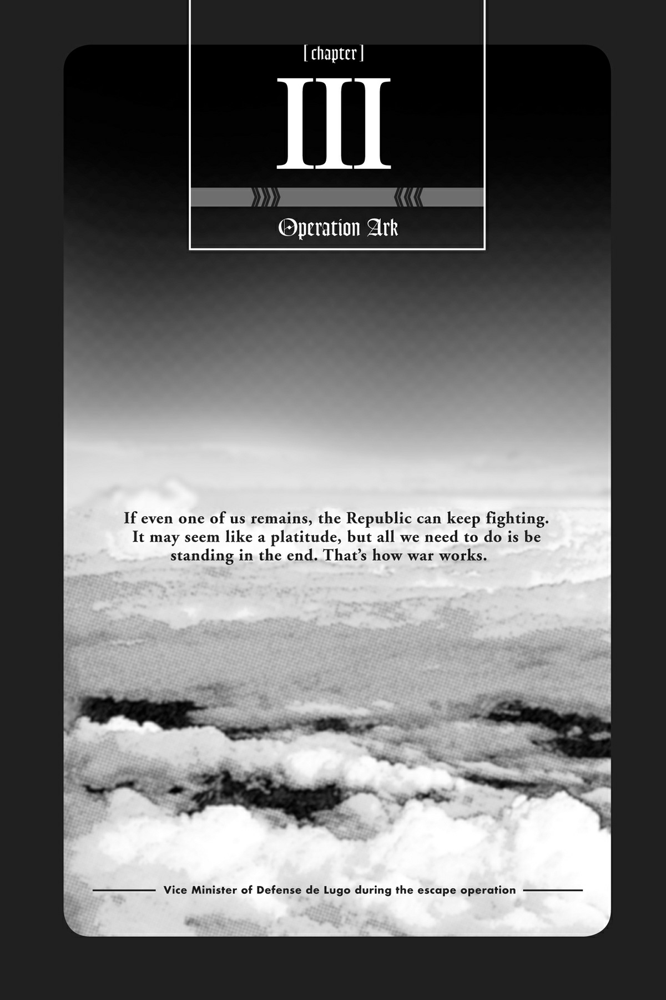 [chapter]
III
Operation Ark
If even one of us remains, the Republic can keep fighting.
It may seem like a platitude, but all we need to do is be
standing in the end. That’s how war works.
Vice Minister of Defense de Lugo during the escape operation